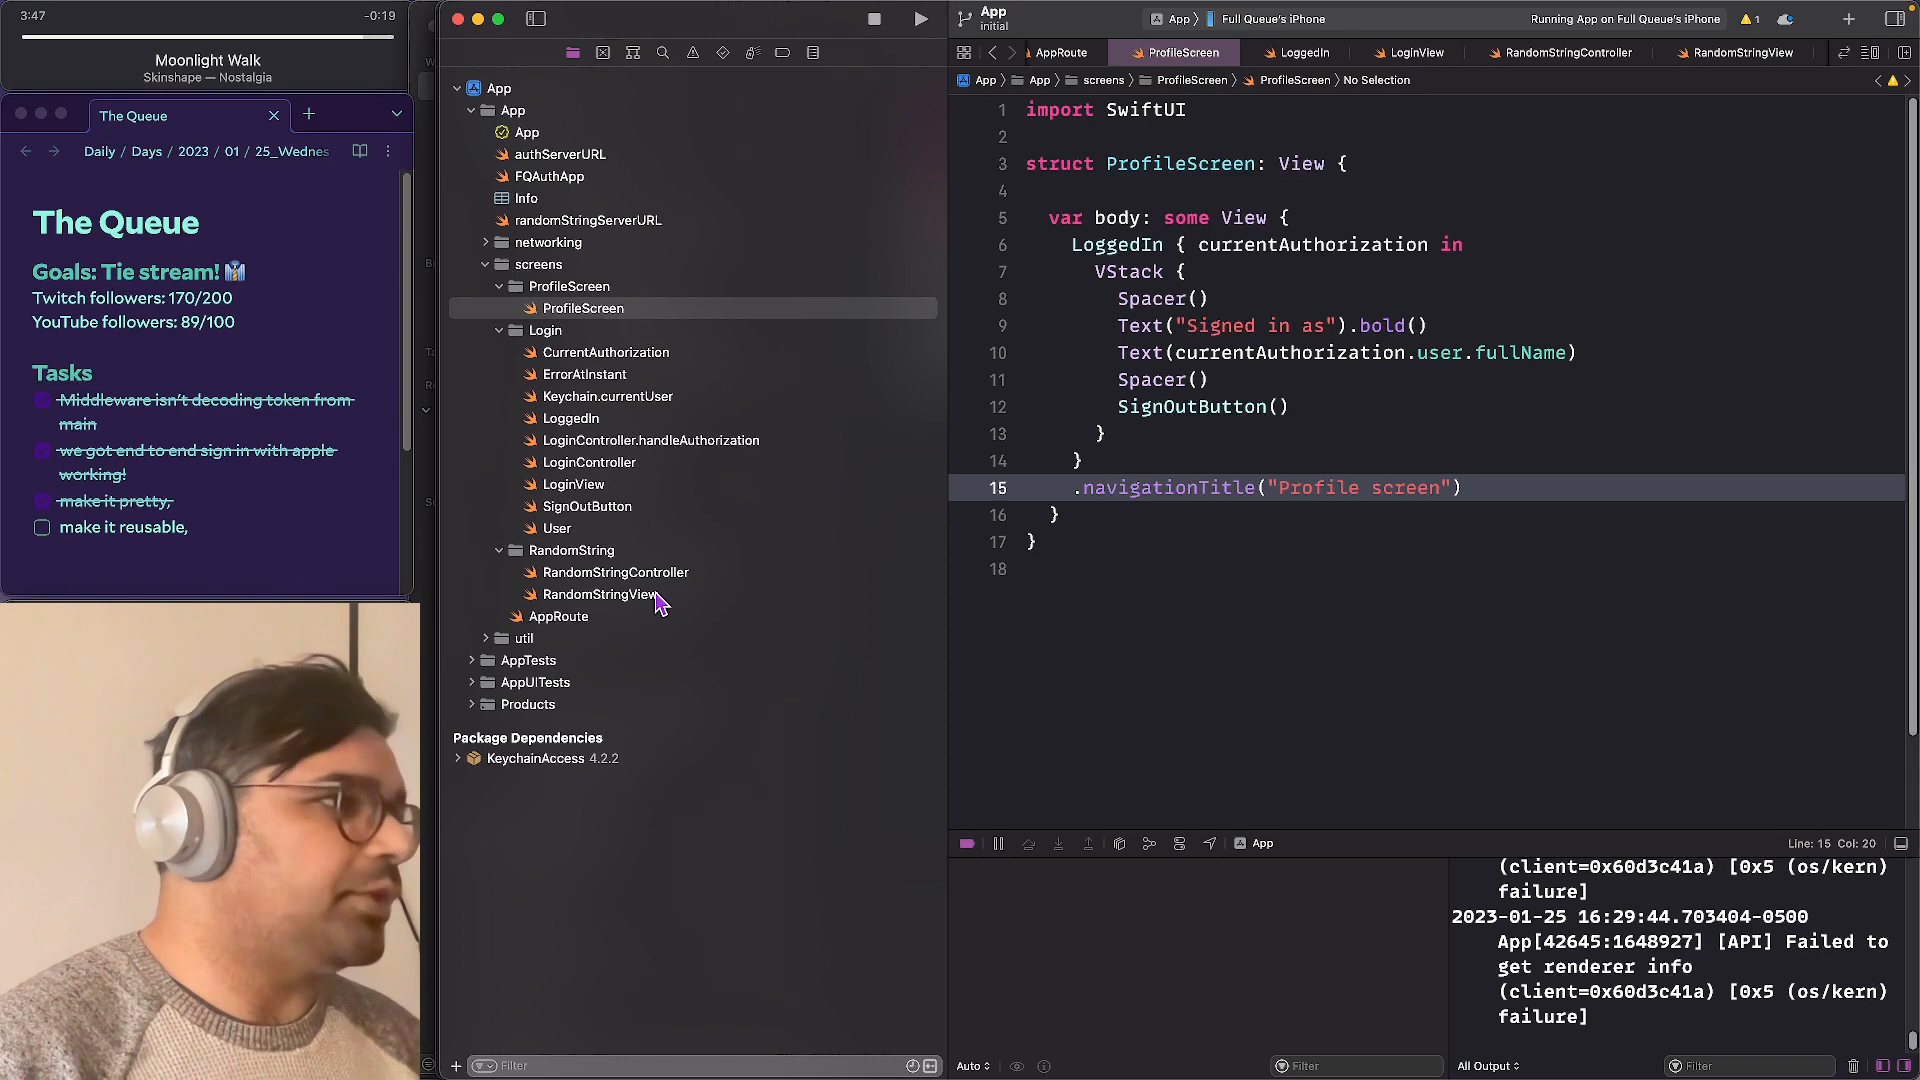 3:47
-0:19
Moonlight Walk
Skinshape — Nostalgia
The Queue
Daily / Days / 2023 / 01 / 25_Wednes
The Queue
Goals: Tie stream! 👔
Twitch followers: 170/200
YouTube followers: 89/100
Tasks
Middleware isn't decoding token from
main
we got end to end sign in with apple
working!
make it pretty,
make it reusable,
App
App
App
authServerURL
FQAuthApp
Info
randomStringServerURL
networking
screens
ProfileScreen
ProfileScreen
Login
CurrentAuthorization
ErrorAtInstant
Keychain.currentUser
LoggedIn
LoginController.handleAuthorization
LoginController
LoginView
SignOutButton
User
RandomString
RandomStringController
RandomStringView
AppRoute
util
AppTests
AppUITests
Products
Package Dependencies
KeychainAccess 4.2.2
Filter
App
initial
App 〉 Full Queue's iPhone
Running App on Full Queue's iPhone
1
AppRoute
ProfileScreen
LoggedIn
LoginView
RandomStringController
RandomStringView
App 〉 App 〉 screens 〉 ProfileScreen 〉 ProfileScreen 〉 No Selection
1 import SwiftUI
2
3 struct ProfileScreen: View {
4
5 var body: some View {
6 LoggedIn { currentAuthorization in
7 VStack {
8 Spacer()
9 Text("Signed in as").bold()
10 Text(currentAuthorization.user.fullName)
11 Spacer()
12 SignOutButton()
13 }
14 }
15 .navigationTitle("Profile screen")
16 }
17 }
18
App
Line: 15 Col: 20
(client=0x60d3c41a) [0x5 (os/kern)
failure]
2023-01-25 16:29:44.703404-0500
App[42645:1648927] [API] Failed to
get renderer info
(client=0x60d3c41a) [0x5 (os/kern)
failure]
Auto
Filter
All Output
Filter